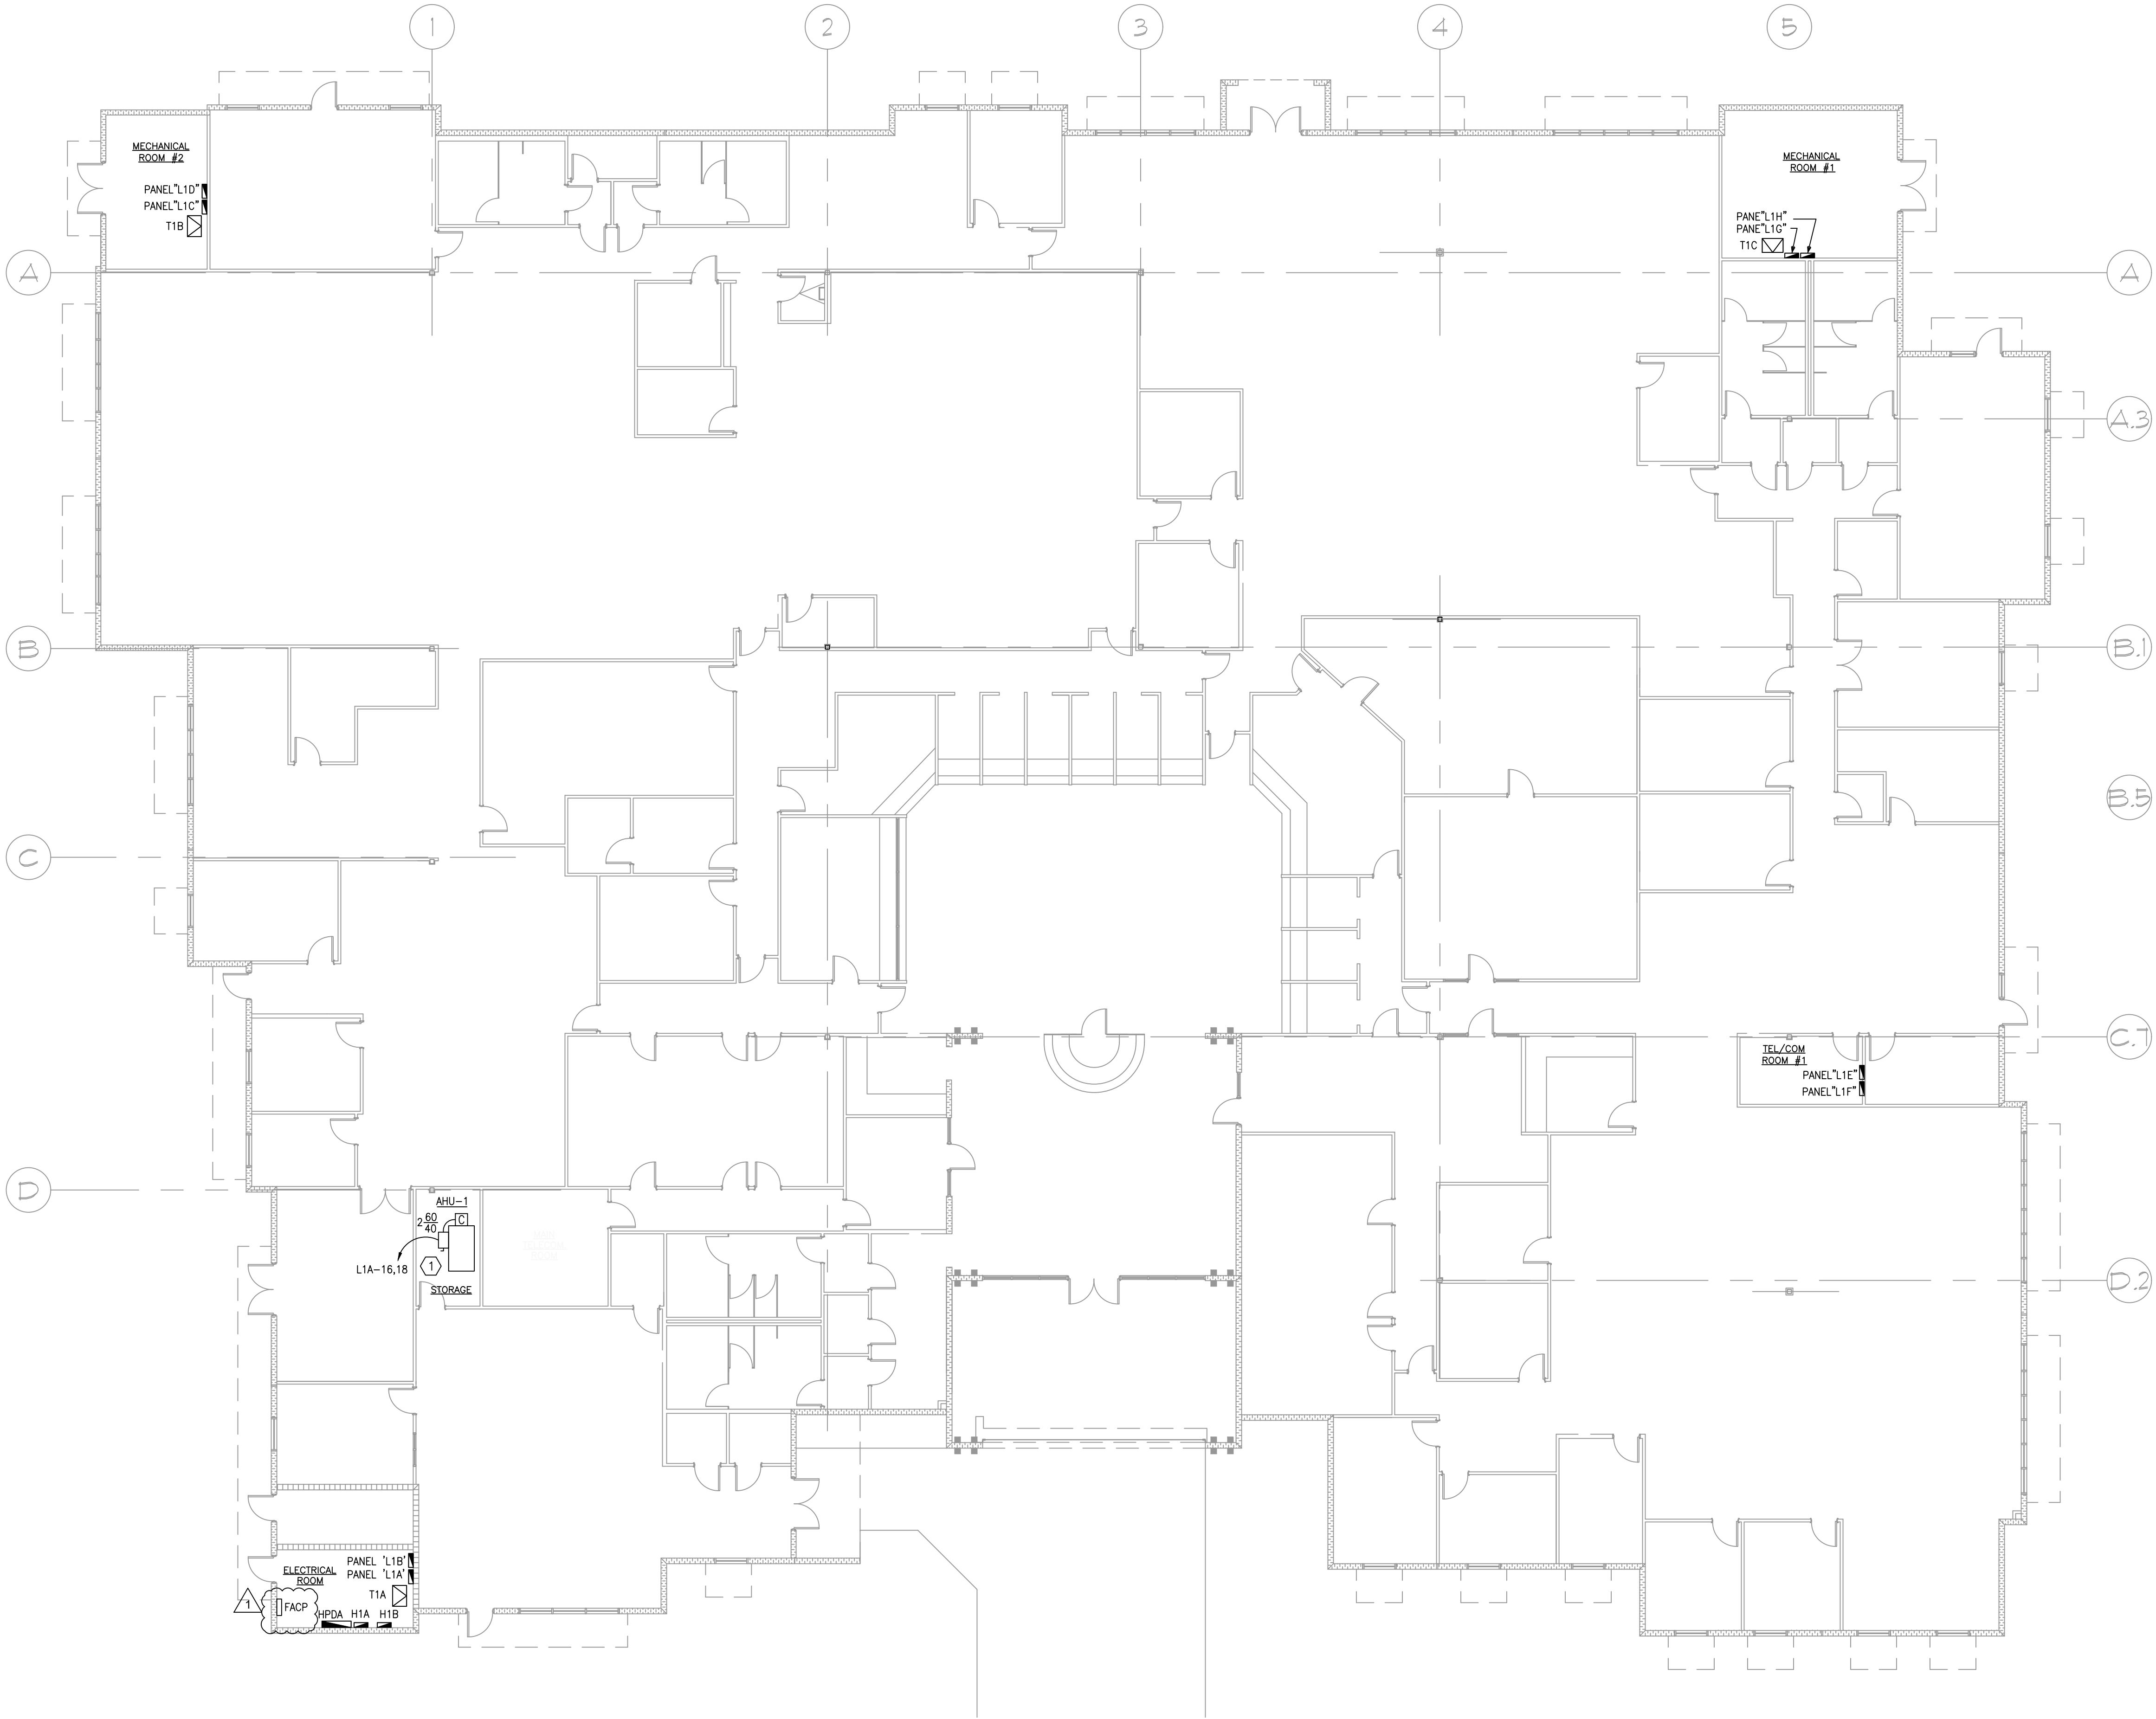 1
2
3
4
5
MECHANICAL
ROOM #2
PANEL"L1D"
PANEL"L1C"
T1B
MECHANICAL
ROOM #1
PANE"L1H"
PANE"L1G"
T1C
A
A
A.3
B
B.1
B.5
C
C.7
TEL/COM
ROOM #1
PANEL"L1E"
PANEL"L1F"
D
AHU-1
C
2 60
40
L1A-16,18
1
STORAGE
D.2
PANEL 'L1B'
ELECTRICAL
ROOM
PANEL 'L1A'
T1A
1
FACP
HPDA
H1A
H1B